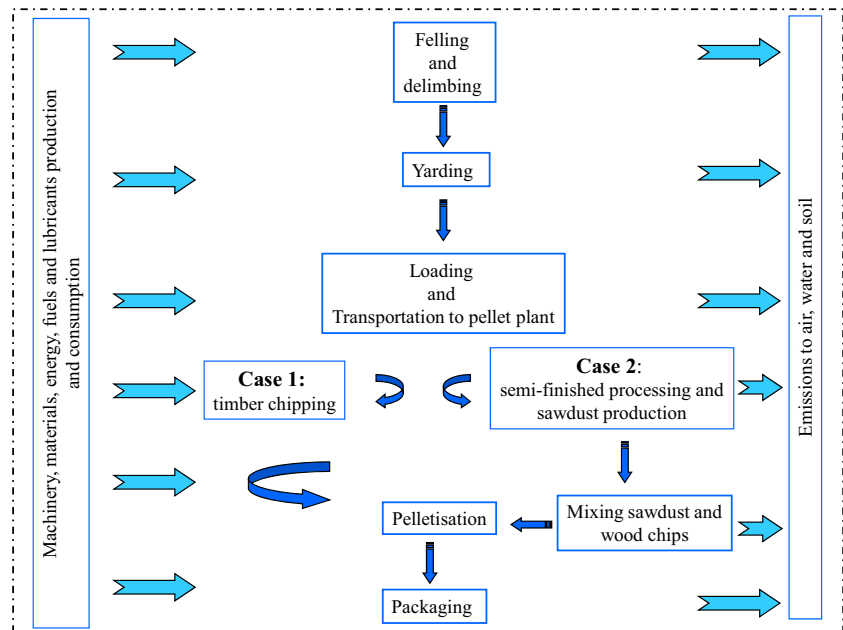 Machinery, materials, energy, fuels and lubricants production
and consumption
Felling
and
delimbing
Yarding
Loading
and
Transportation to pellet plant
Case 1:
timber chipping
Case 2:
semi-finished processing and
sawdust production
Mixing sawdust and
wood chips
Pelletisation
Packaging
Emissions to air, water and soil